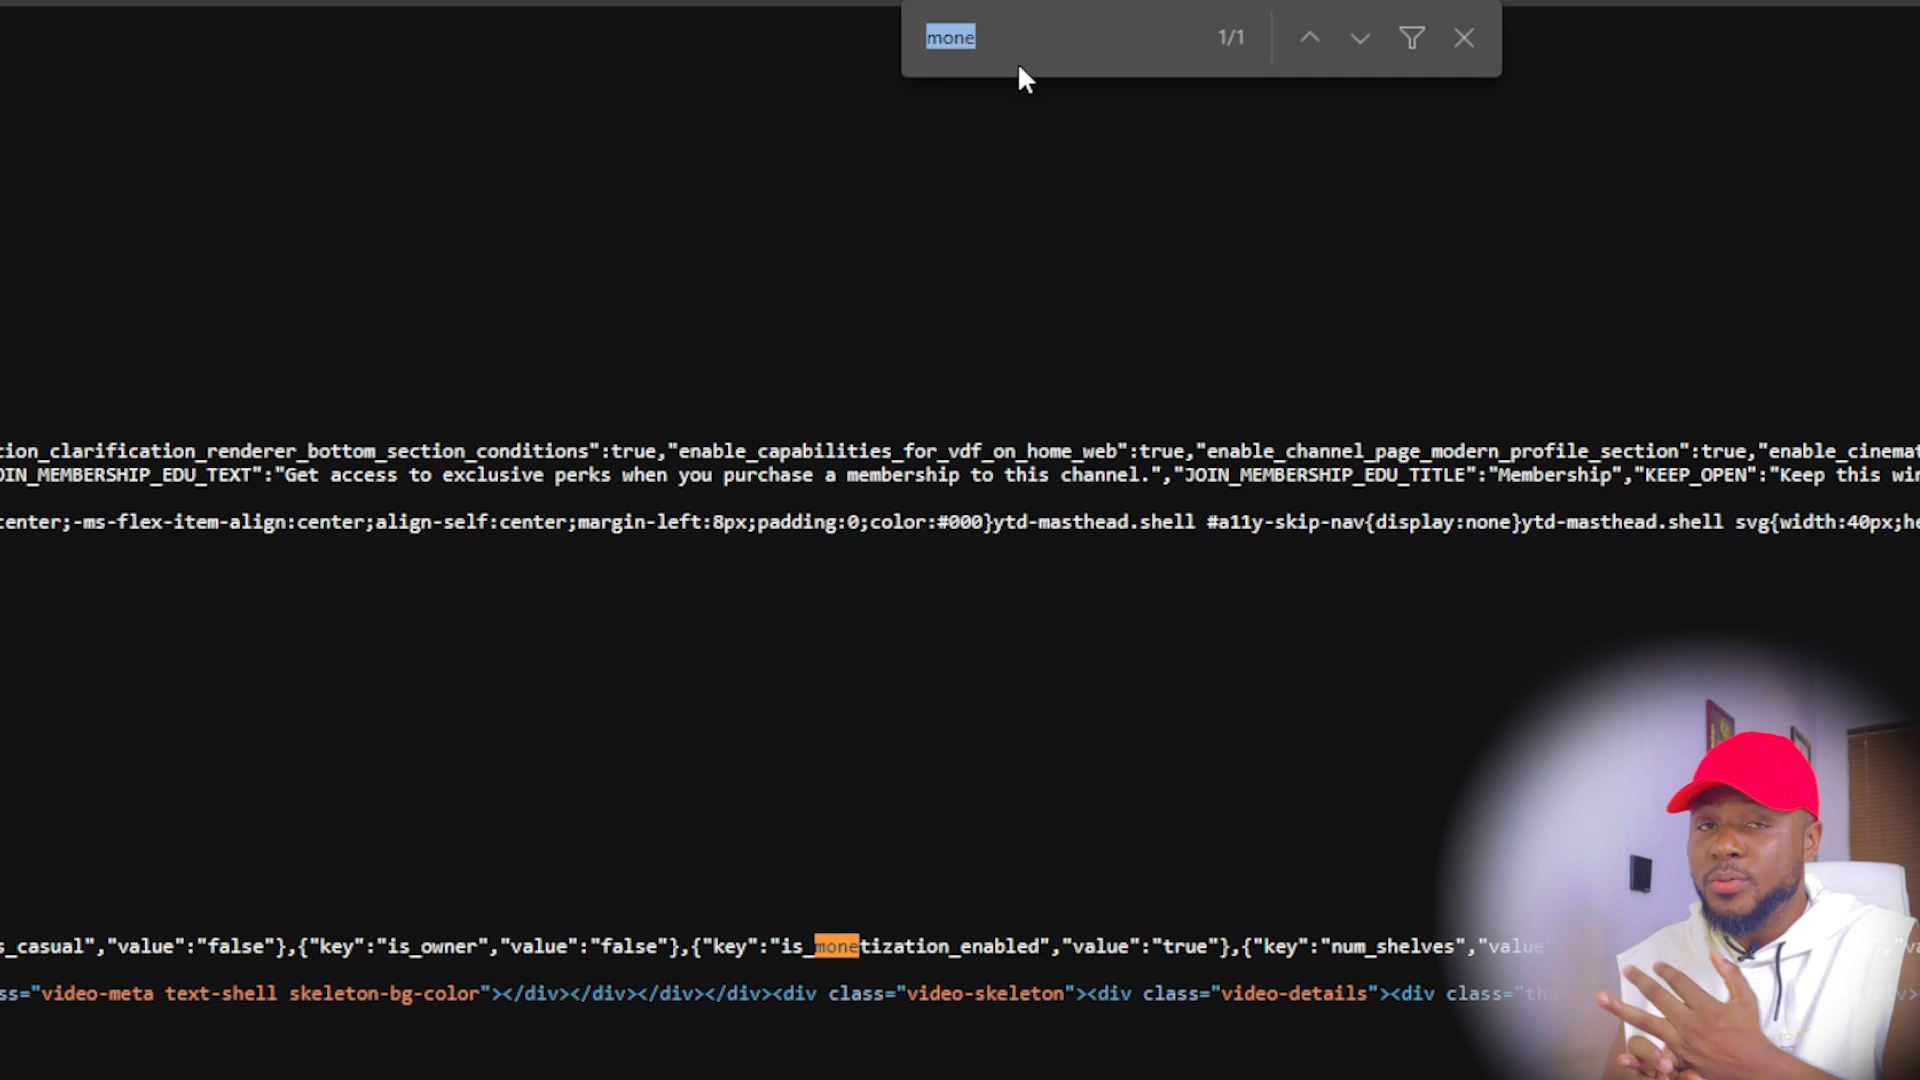 mone 1/1
tion_clarification_renderer_bottom_section_conditions":true,"enable_capabilities_for_vdf_on_home_web":true,"enable_channel_page_modern_profile_section":true,"enable_cinemat
OIN_MEMBERSHIP_EDU_TEXT":"Get access to exclusive perks when you purchase a membership to this channel.","JOIN_MEMBERSHIP_EDU_TITLE":"Membership","KEEP_OPEN":"Keep this win
center;-ms-flex-item-align:center;align-self:center;margin-left:8px;padding:0;color:#000}ytd-masthead.shell #a11y-skip-nav{display:none}ytd-masthead.shell svg{width:40px;he
s_casual","value":"false"},{"key":"is_owner","value":"false"},{"key":"is_monetization_enabled","value":"true"},{"key":"num_shelves","value
ss="video-meta text-shell skeleton-bg-color"></div></div></div></div><div class="video-skeleton"><div class="video-details"><div class="thu